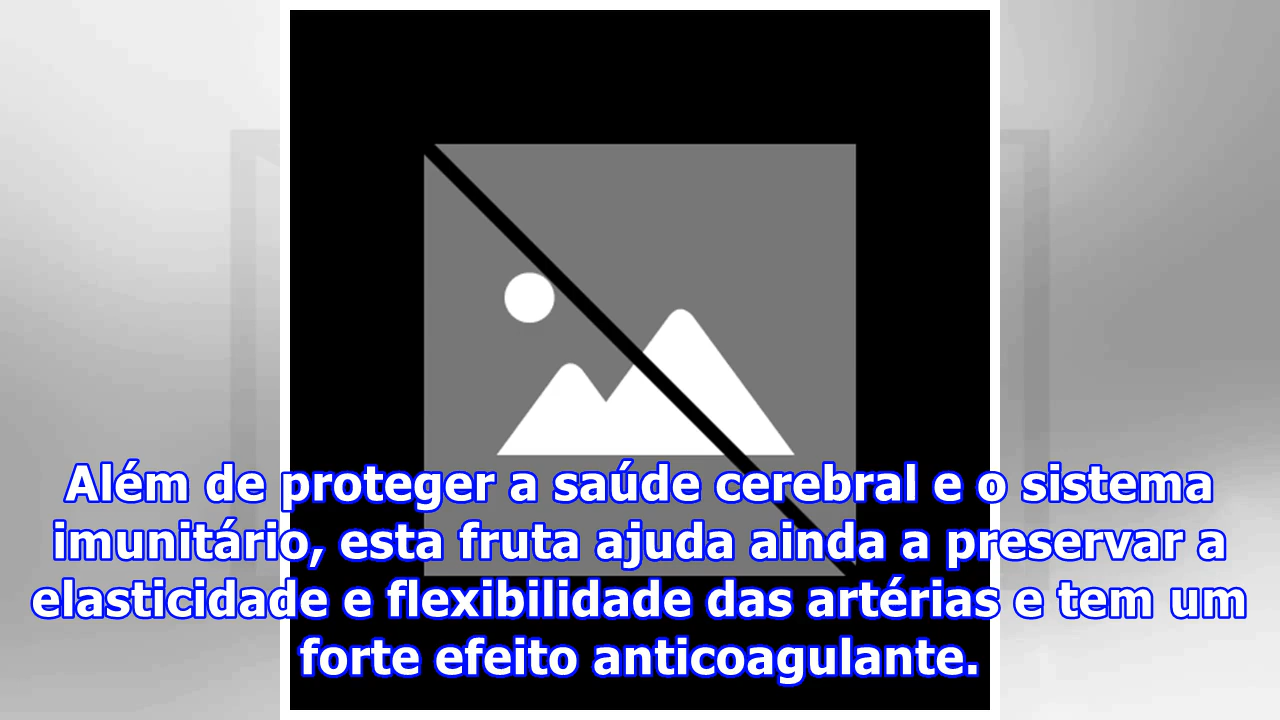 Além de proteger a saúde cerebral e o sistema
imunitário, esta fruta ajuda ainda a preservar a
elasticidade e flexibilidade das artérias e tem um
forte efeito anticoagulante.